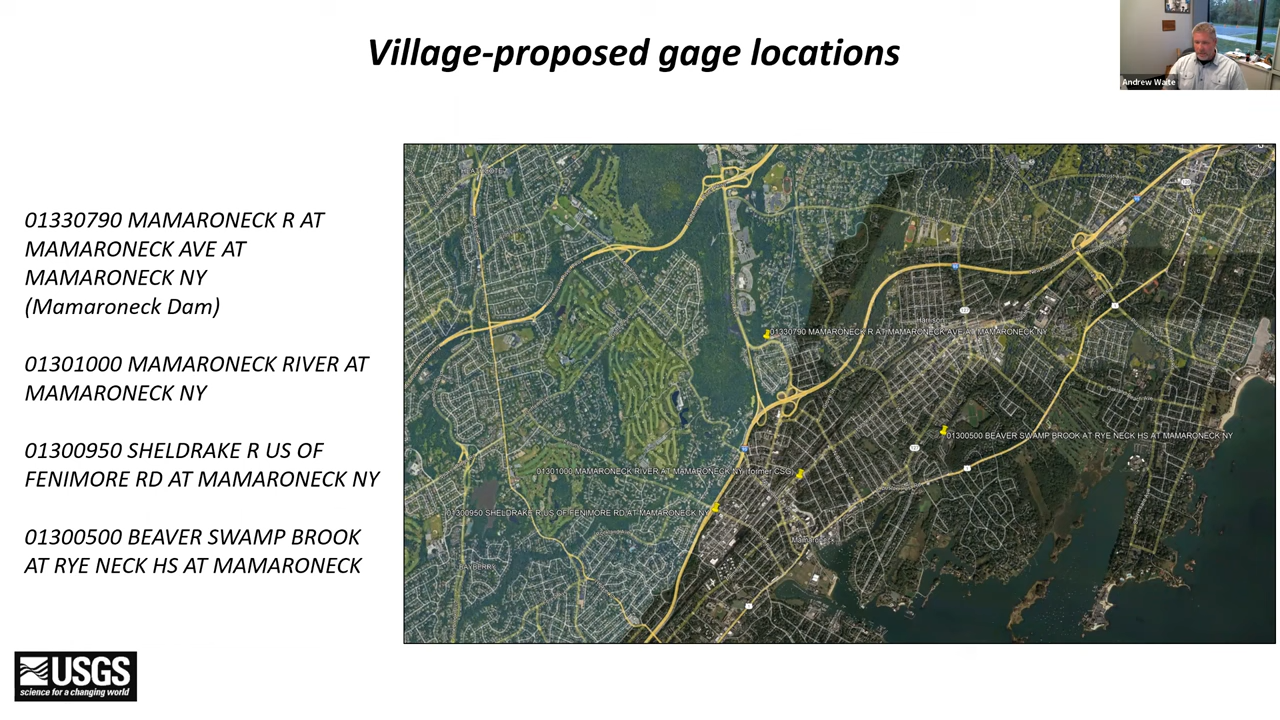 Village-proposed gage locations
Andrew Waite
01330790 MAMARONECK R AT
MAMARONECK AVE AT
MAMARONECK NY
(Mamaroneck Dam)
01301000 MAMARONECK RIVER AT
MAMARONECK NY
01300950 SHELDRAKE R US OF
FENIMORE RD AT MAMARONECK NY
01300500 BEAVER SWAMP BROOK
AT RYE NECK HS AT MAMARONECK
Harrison
01330790 MAMARONECK R AT MAMARONECK AVE AT MAMARONECK NY
01300500 BEAVER SWAMP BROOK AT RYE NECK HS AT MAMARONECK NY
01301000 MAMARONECK RIVER AT MAMARONECK NY (former CSG)
01300950 SHELDRAKE R US OF FENIMORE RD AT MAMARONECK NY
Mamaroneck
USGS
science for a changing world